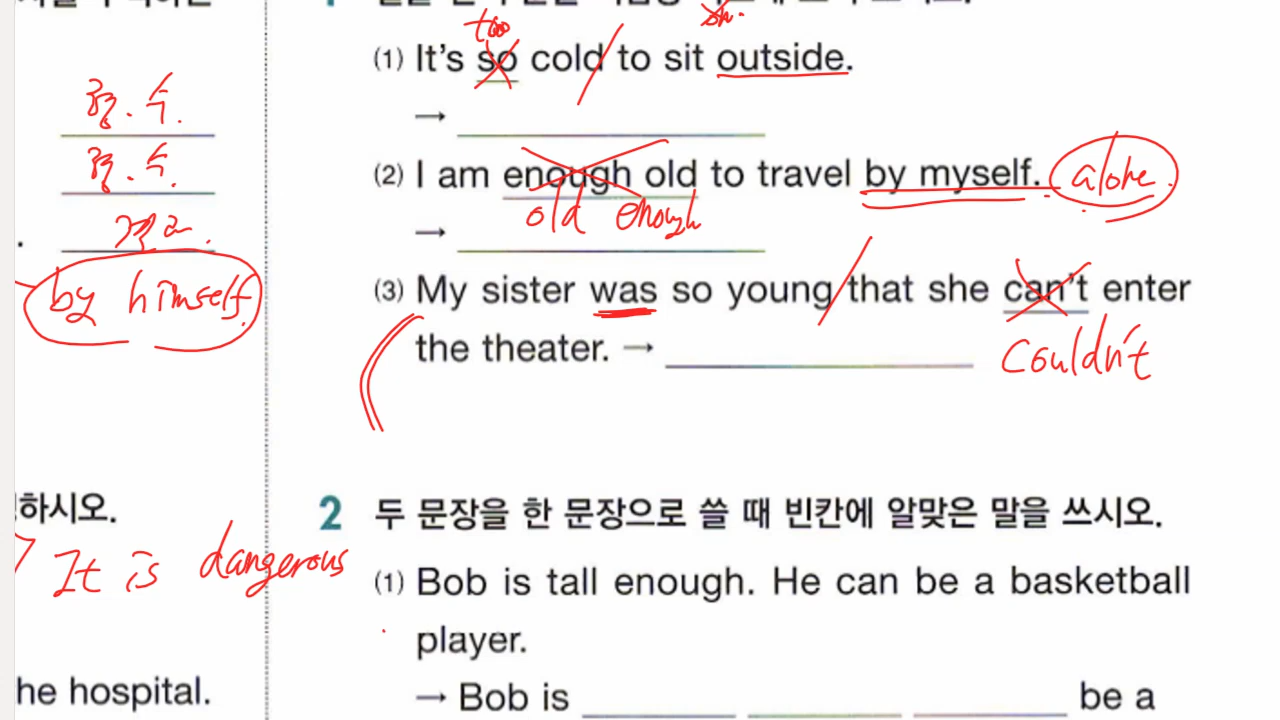 too
(1) It's so cold to sit outside.
→
형.수.
형.수.
(2) I am enough old to travel by myself. alone.
old enough
→
by himself.
(3) My sister was so young that she can't enter
the theater. →
couldn't
하시오.
2 두 문장을 한 문장으로 쓸 때 빈칸에 알맞은 말을 쓰시오.
It is dangerous
(1) Bob is tall enough. He can be a basketball
player.
he hospital.
→ Bob is be a